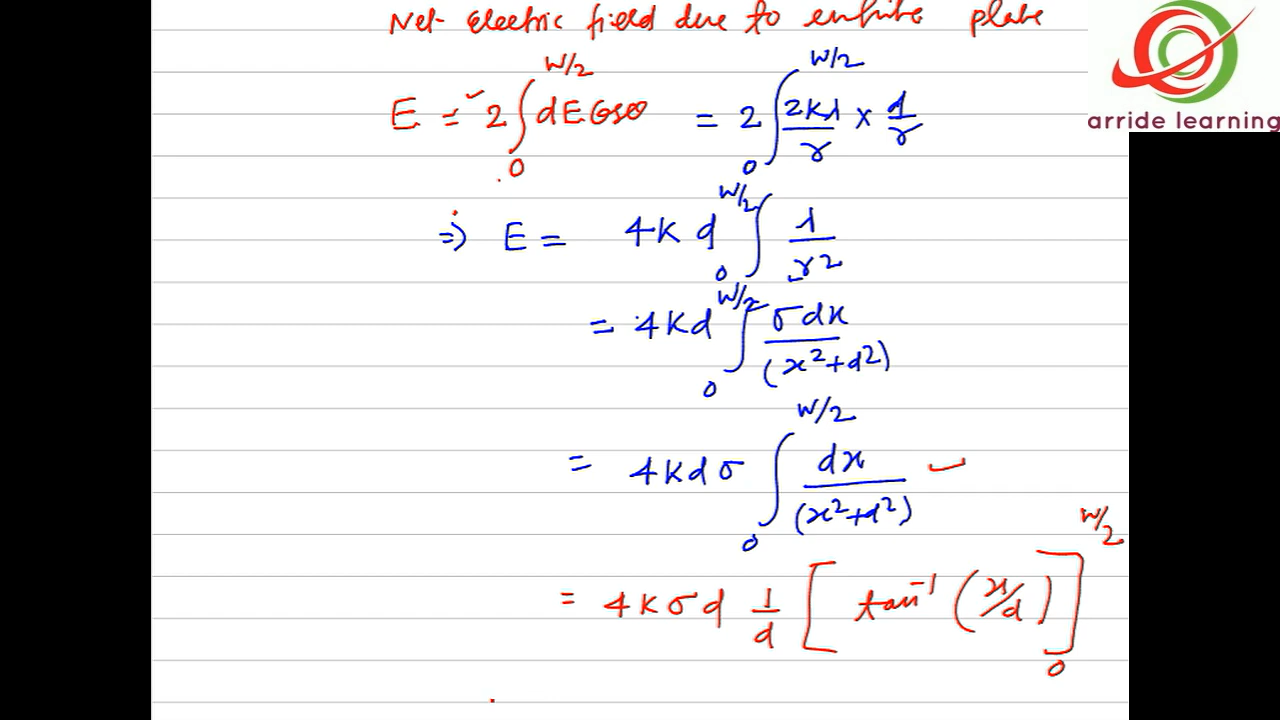 Net Electric field due to entire plate
arride learning
E = 2 ∫₀^{W/2} dE Cosθ = 2 ∫₀^{W/2} 2Kλ/r × d/r
⇒ E = 4K d ∫₀^{W/2} λ/r²
= 4Kd ∫₀^{W/2} σdx/(x²+d²)
= 4Kdσ ∫₀^{W/2} dx/(x²+d²)
= 4Kσd 1/d [tan⁻¹(x/d)]₀^{W/2}